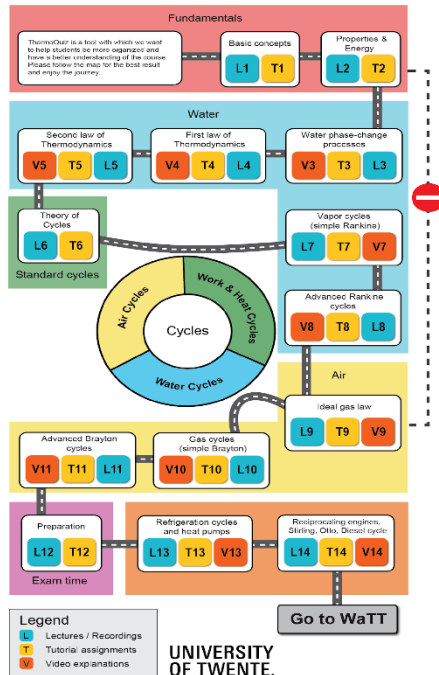 Fundamentals
ThermoQuiz is a tool with which we want
to help students be more organized and
have a better understanding of the course.
Please follow the map for the best result
and enjoy the journey.
Basic concepts
L1 T1
Properties &
Energy
L2 T2
Water
Second law of
Thermodynamics
V5 T5 L5
First law of
Thermodynamics
V4 T4 L4
Water phase-change
processes
V3 T3 L3
Theory of
Cycles
L6 T6
Standard cycles
Vapor cycles
(simple Rankine)
L7 T7 V7
Advanced Rankine
cycles
V8 T8 L8
Air Cycles
Work & Heat Cycles
Cycles
Water Cycles
Air
Ideal gas law
L9 T9 V9
Advanced Brayton
cycles
V11 T11 L11
Gas cycles
(simple Brayton)
V10 T10 L10
Preparation
L12 T12
Exam time
Refrigeration cycles
and heat pumps
L13 T13 V13
Reciprocating engines,
Stirling, Otto, Diesel cycle
L14 T14 V14
Go to WaTT
Legend
L Lectures / Recordings
T Tutorial assignments
V Video explanations
UNIVERSITY
OF TWENTE.